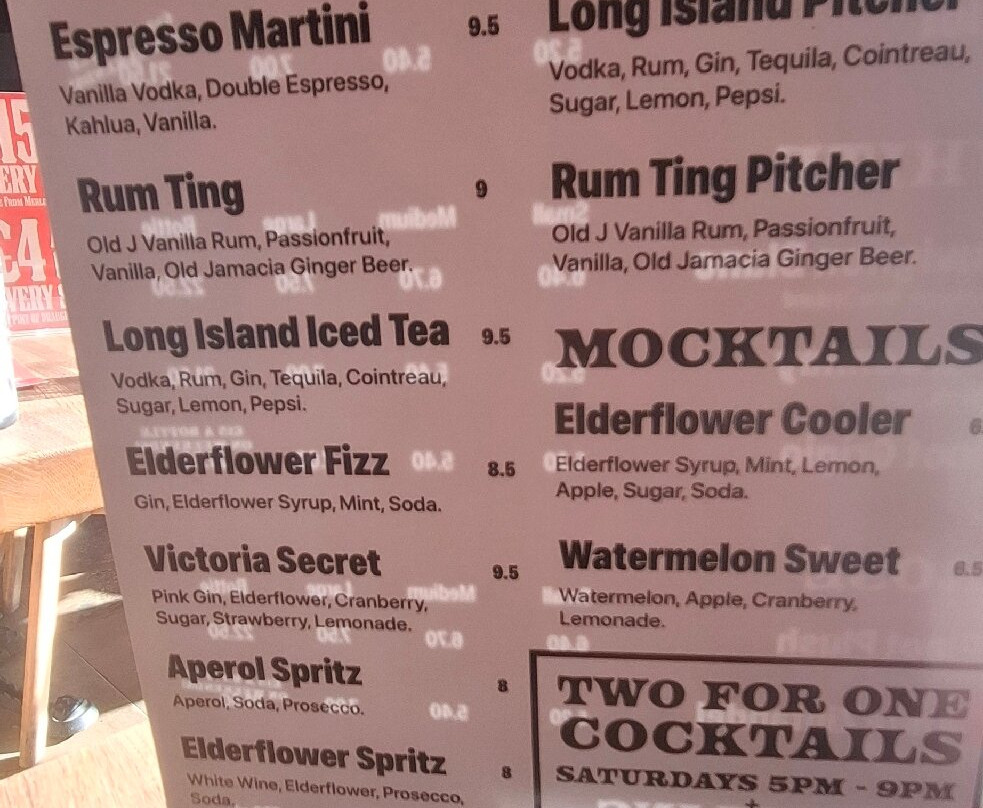 Espresso Martini 9.5
Vanilla Vodka, Double Espresso,
Kahlua, Vanilla.
Rum Ting 9
Old J Vanilla Rum, Passionfruit,
Vanilla, Old Jamacia Ginger Beer.
Long Island Iced Tea 9.5
Vodka, Rum, Gin, Tequila, Cointreau,
Sugar, Lemon, Pepsi.
Elderflower Fizz 8.5
Gin, Elderflower Syrup, Mint, Soda.
Victoria Secret 9.5
Pink Gin, Elderflower, Cranberry,
Sugar, Strawberry, Lemonade.
Aperol Spritz 8
Aperol, Soda, Prosecco.
Elderflower Spritz 8
White Wine, Elderflower, Prosecco,
Soda.
Long Island Pitcher
Vodka, Rum, Gin, Tequila, Cointreau,
Sugar, Lemon, Pepsi.
Rum Ting Pitcher
Old J Vanilla Rum, Passionfruit,
Vanilla, Old Jamacia Ginger Beer.
MOCKTAILS
Elderflower Cooler
Elderflower Syrup, Mint, Lemon,
Apple, Sugar, Soda.
Watermelon Sweet 6.5
Watermelon, Apple, Cranberry,
Lemonade.
TWO FOR ONE
COCKTAILS
SATURDAYS 5PM - 9PM
+
15
£4